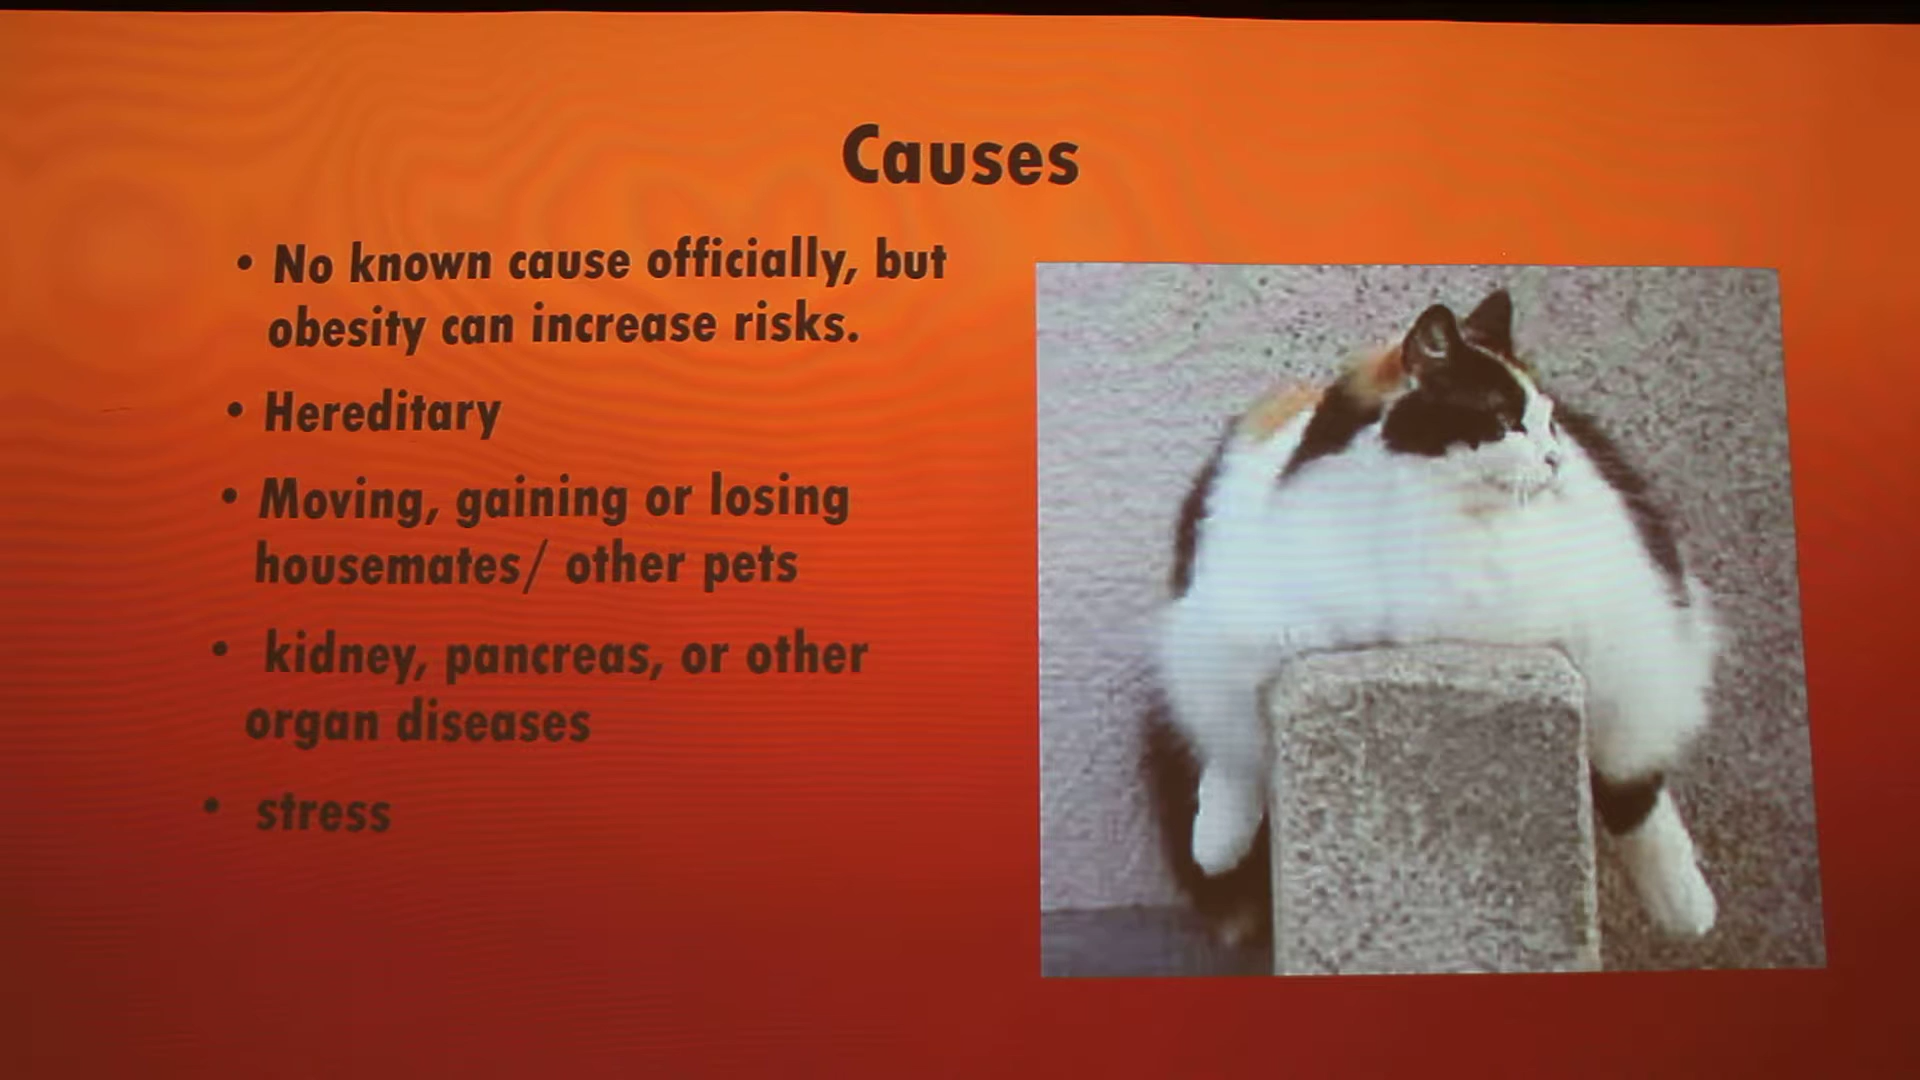 Causes
• No known cause officially, but
obesity can increase risks.
• Hereditary
• Moving, gaining or losing
housemates/ other pets
• kidney, pancreas, or other
organ diseases
• stress